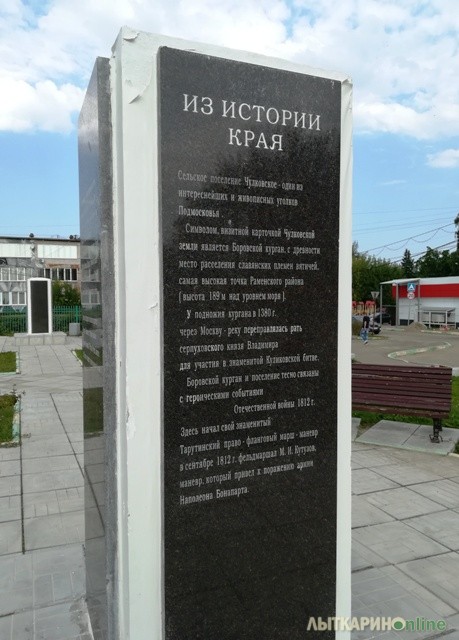 ИЗ ИСТОРИИ
КРАЯ
Сельское поселение Чулковское - один из
интереснейших и живописных уголков
Подмосковья .
Символом, визитной карточкой Чулковской
земли является Боровской курган, с древности
место расселения славянских племен вятичей,
самая высокая точка Раменского района
( высота 189 м над уровнем моря ).
У подножия кургана в 1380 г.
через Москву - реку переправлялась рать
серпуховского князя Владимира
для участия в знаменитой Куликовской битве.
Боровской курган и поселение тесно связаны
с героическими событиями
Отечественной войны 1812 г.
Здесь начал свой знаменитый
Тарутинский право - фланговый марш - маневр
в сентябре 1812 г. фельдмаршал М. И. Кутузов,
маневр, который привел к поражению армии
Наполеона Бонапарта.
ЛЫТКАРИНОonline